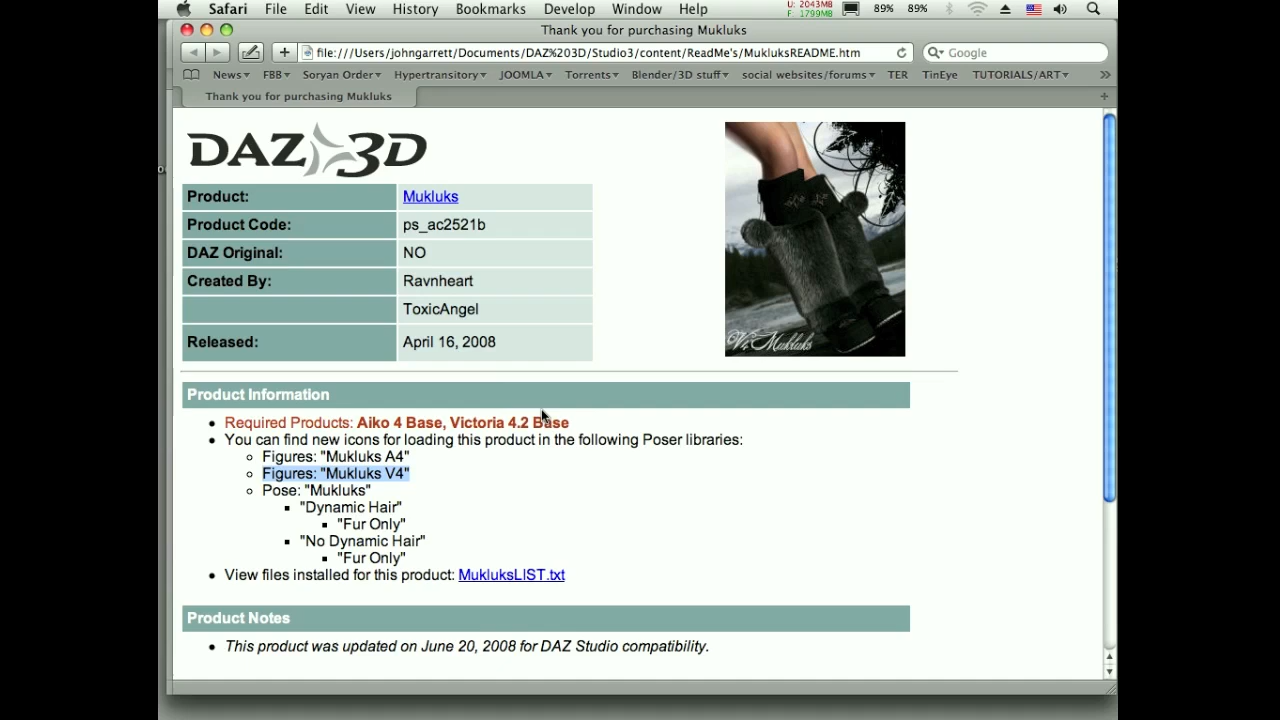 Safari File Edit View History Bookmarks Develop Window Help U: 2043MB F: 1799MB 89% 89%
Thank you for purchasing Mukluks
file:///Users/johngarrett/Documents/DAZ%203D/Studio3/content/ReadMe's/MukluksREADME.htm Google
News FBB Soryan Order Hypertransitory JOOMLA Torrents Blender/3D stuff social websites/forums TER TinEye TUTORIALS/ART
Thank you for purchasing Mukluks
DAZ 3D
Product: Mukluks
Product Code: ps_ac2521b
DAZ Original: NO
Created By: Ravnheart
ToxicAngel
Released: April 16, 2008
V4 Mukluks
Product Information
Required Products: Aiko 4 Base, Victoria 4.2 Base
You can find new icons for loading this product in the following Poser libraries:
Figures: "Mukluks A4"
Figures: "Mukluks V4"
Pose: "Mukluks"
"Dynamic Hair"
"Fur Only"
"No Dynamic Hair"
"Fur Only"
View files installed for this product: MukluksLIST.txt
Product Notes
This product was updated on June 20, 2008 for DAZ Studio compatibility.